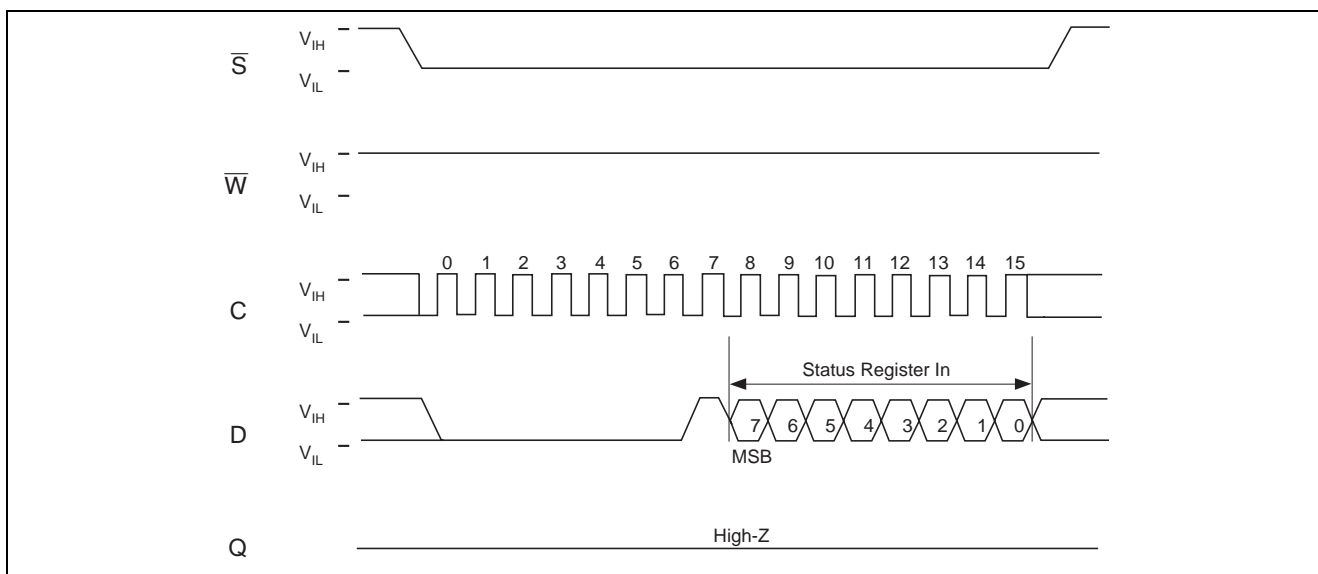 S̅
V_IH
V_IL
W̅
V_IH
V_IL
C
V_IH
V_IL
0 1 2 3 4 5 6 7 8 9 10 11 12 13 14 15
Status Register In
D
V_IH
V_IL
7 6 5 4 3 2 1 0
MSB
Q
High-Z